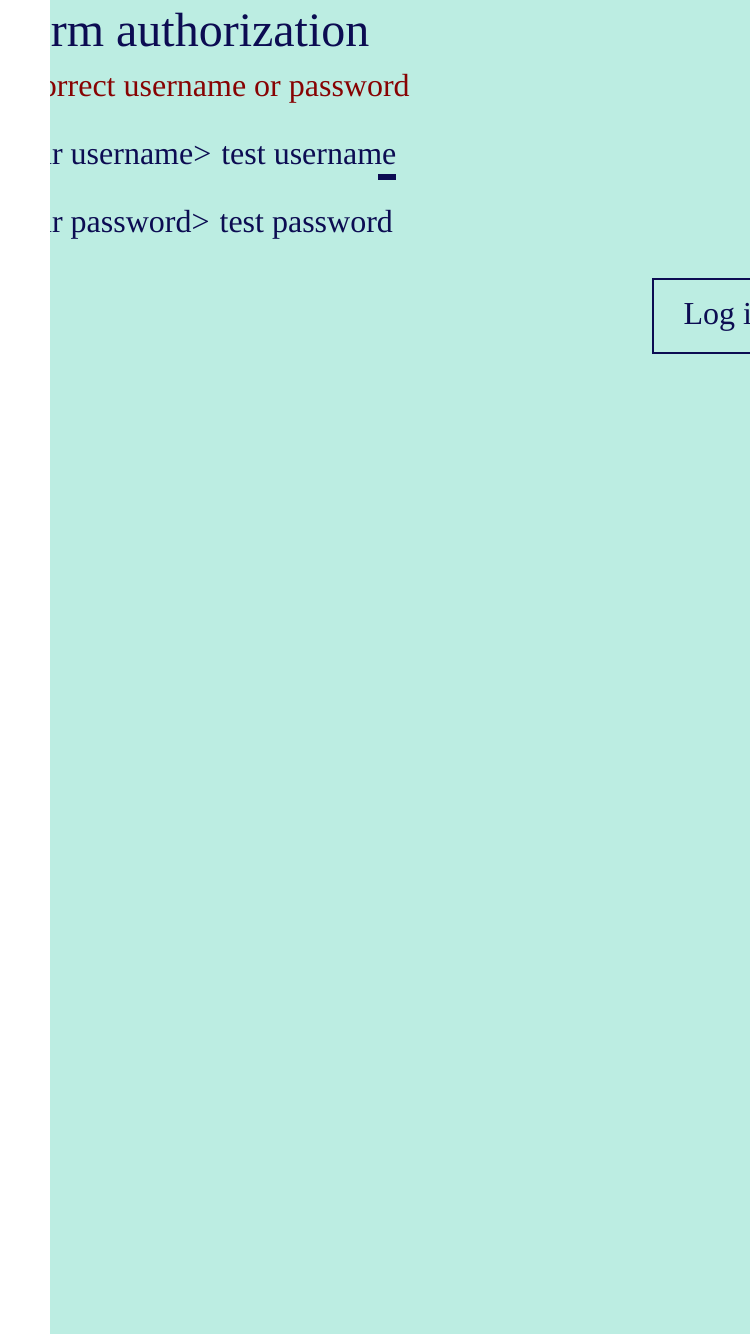 rm authorization
orrect username or password
r username> test username
r password> test password
Log i